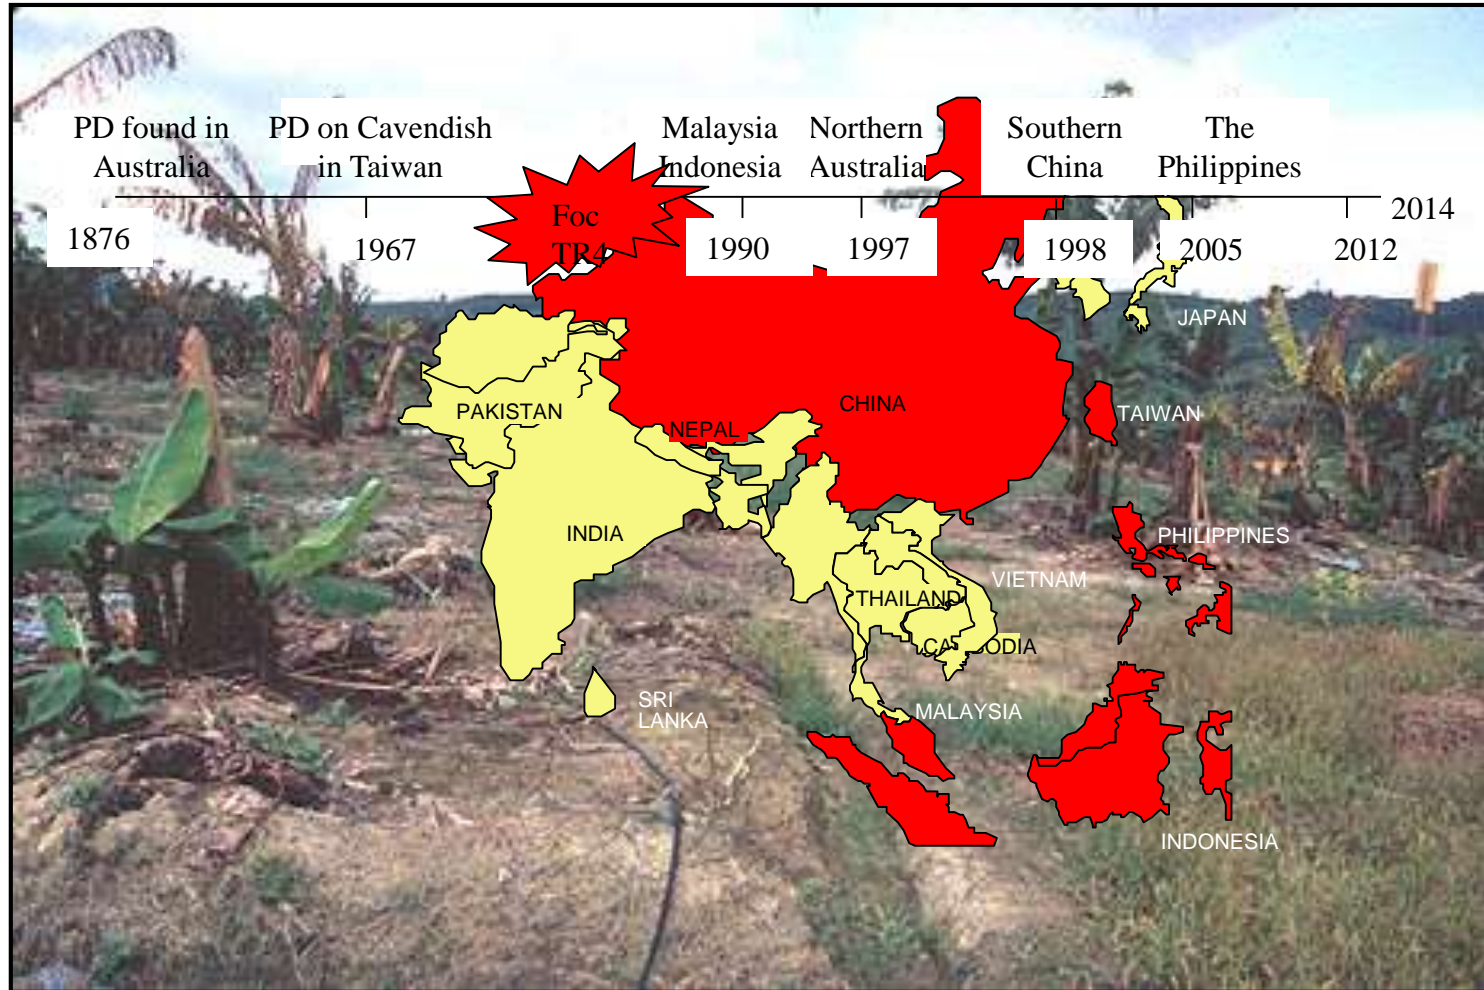 PD found in
Australia
PD on Cavendish
in Taiwan
Malaysia
Indonesia
Northern
Australia
Southern
China
The
Philippines
Foc
TR4
1876
1967
1990
1997
1998
2005
2012
2014
JAPAN
PAKISTAN
CHINA
TAIWAN
NEPAL
INDIA
PHILIPPINES
VIETNAM
THAILAND
CAMBODIA
SRI
LANKA
MALAYSIA
INDONESIA